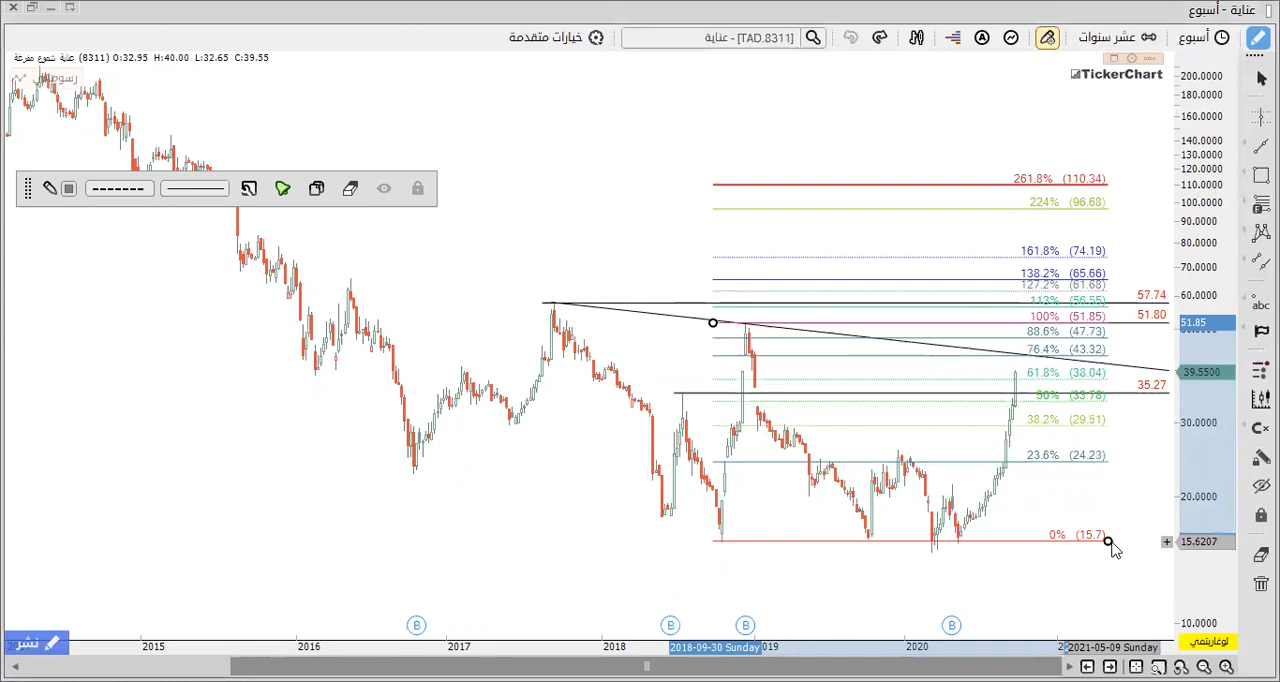 عناية - أسبوع
أسبوع
عشر سنوات
[TAD.8311] - عناية
خيارات متقدمة
عناية شموع مفرغة (8311) O:32.95 H:40.00 L:32.65 C:39.55
TickerChart
200.0000
180.0000
160.0000
140.0000
130.0000
120.0000
110.0000
100.0000
90.0000
80.0000
70.0000
60.0000
30.0000
20.0000
10.0000
51.85
39.5500
15.6207
261.8% (110.34)
224% (96.68)
161.8% (74.19)
138.2% (65.66)
127.2% (61.68)
113% (56.55)
57.74
100% (51.85)
51.80
88.6% (47.73)
76.4% (43.32)
61.8% (38.04)
35.27
50% (33.78)
38.2% (29.51)
23.6% (24.23)
0% (15.7)
abc
B B B B
نشر
2015 2016 2017 2018 2018-09-30 Sunday 019 2020 2021-05-09 Sunday
لوغاريتمي